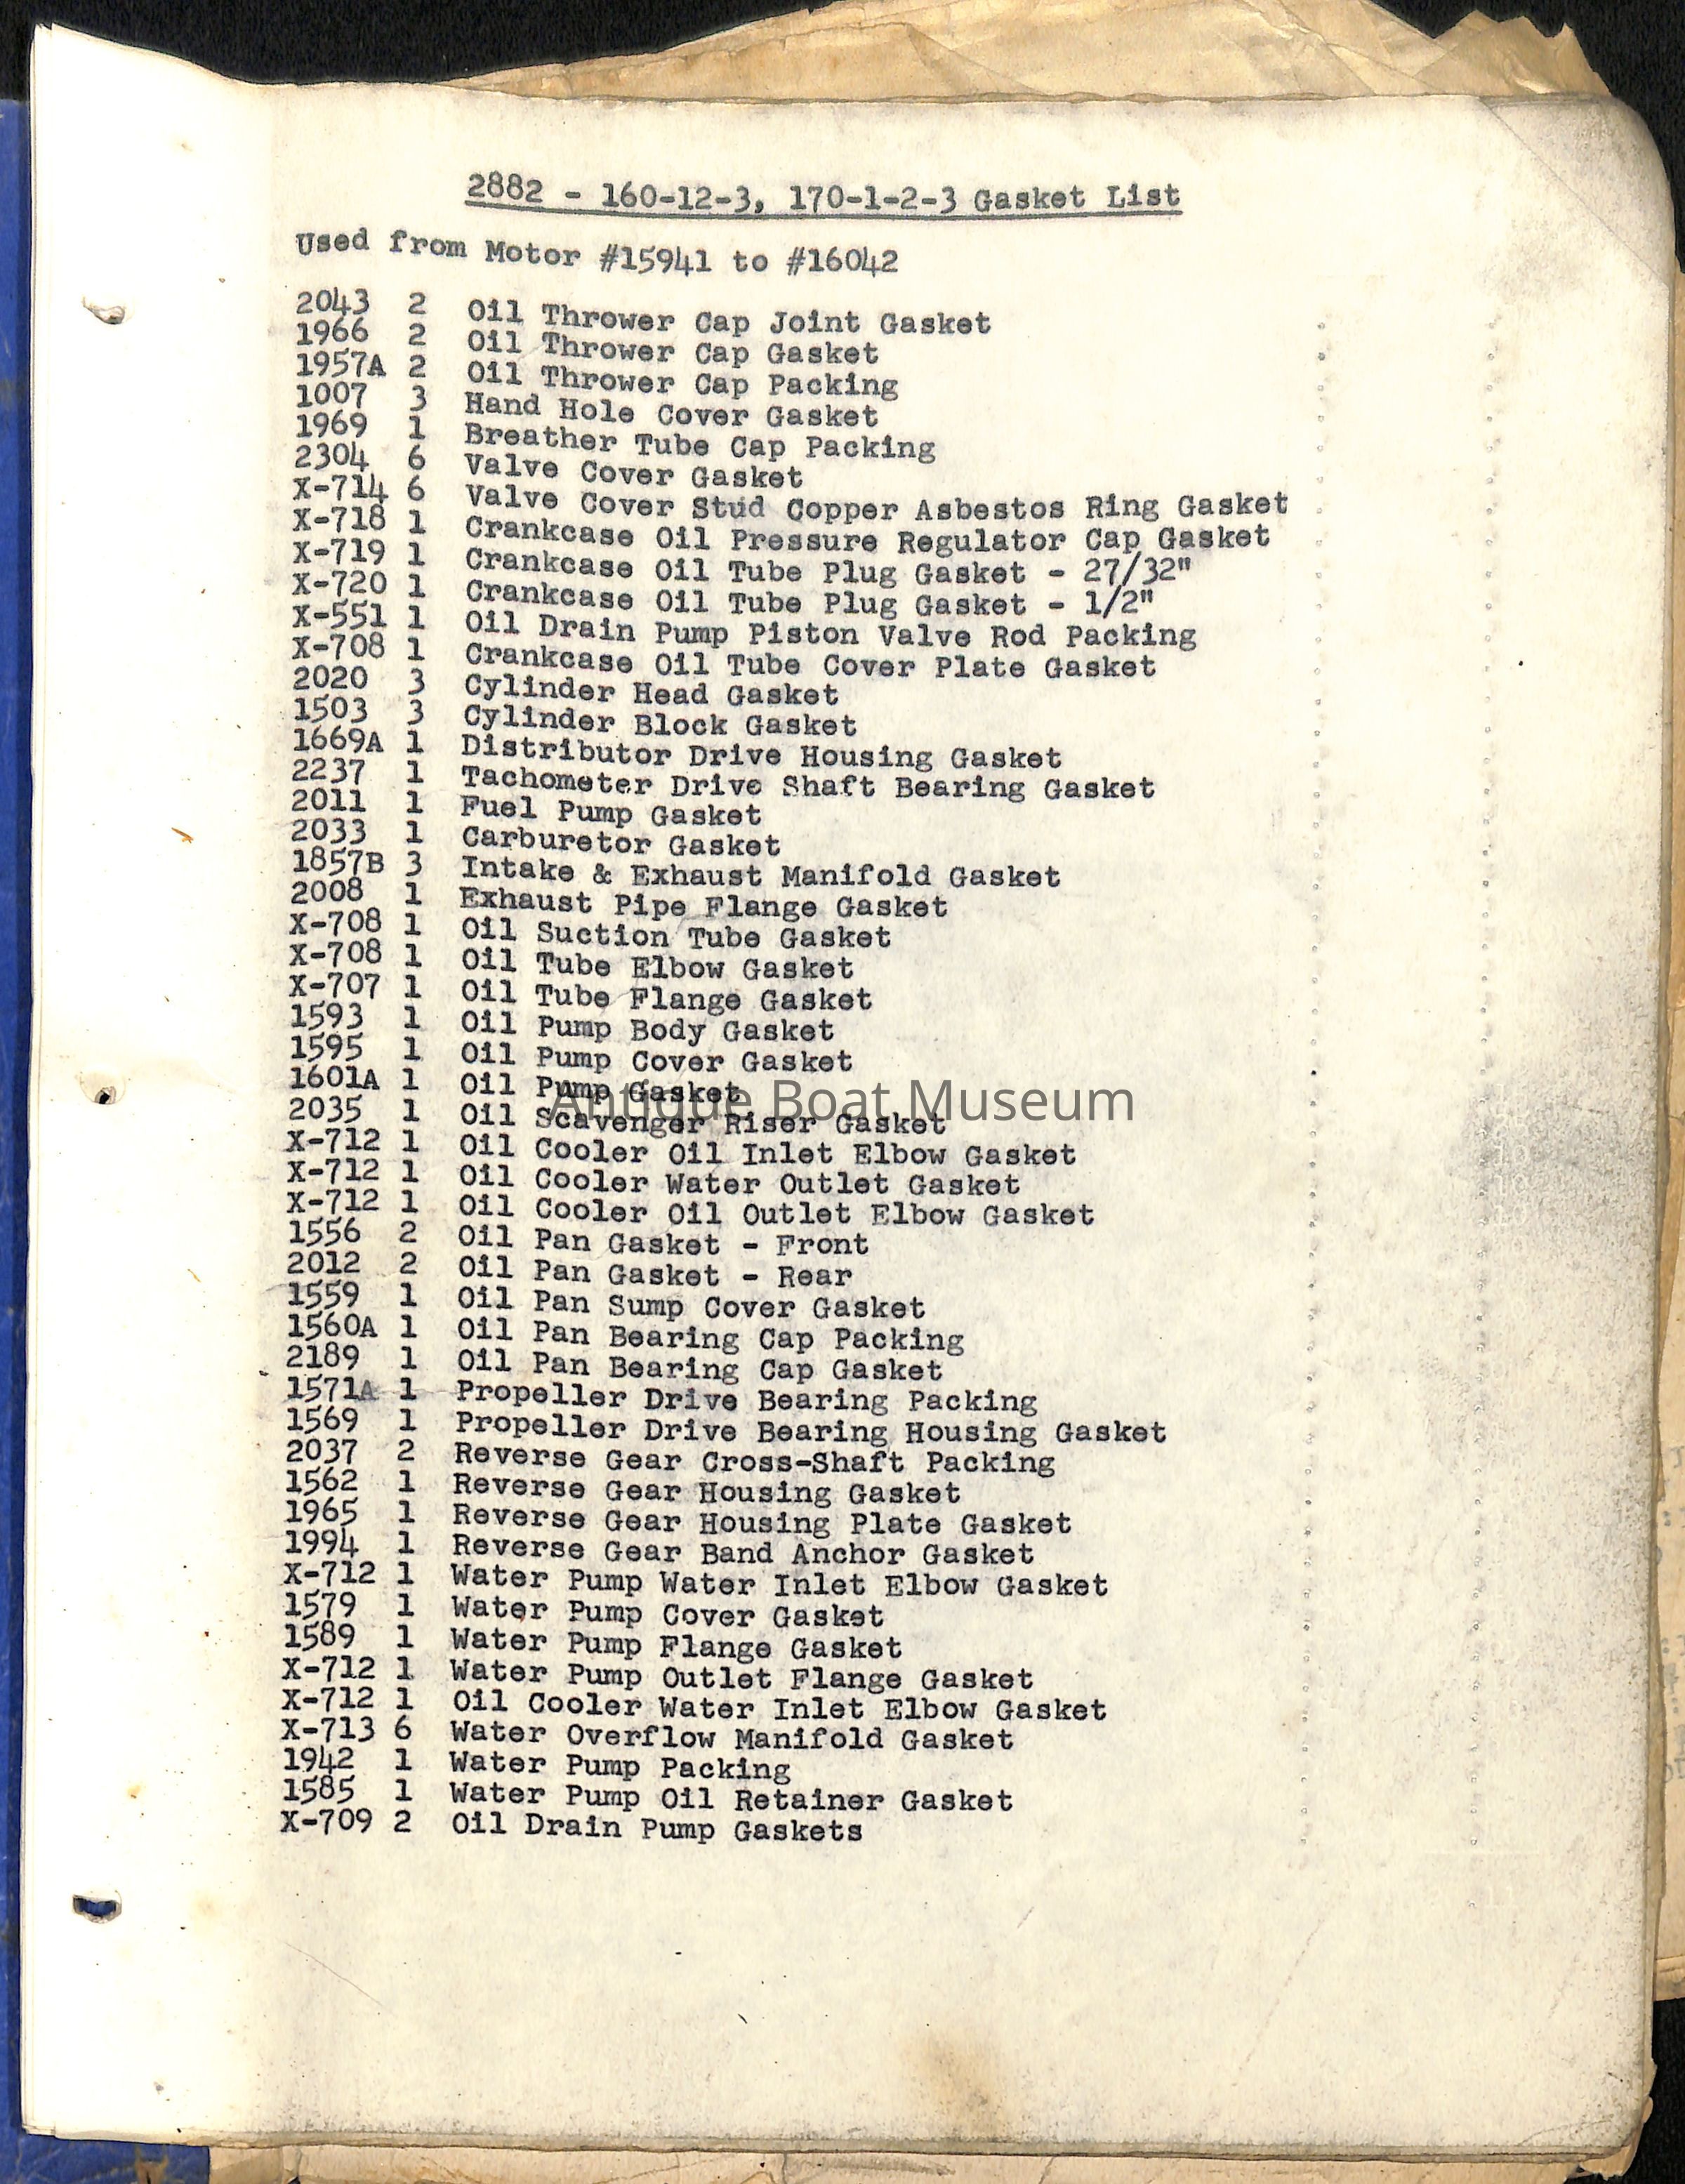 2882 - 160-12-3, 170-1-2-3 Gasket List
Used from Motor #15941 to #16042
2043 2 Oil Thrower Cap Joint Gasket
1966 2 Oil Thrower Cap Gasket
1957A 2 Oil Thrower Cap Packing
1007 3 Hand Hole Cover Gasket
1969 1 Breather Tube Cap Packing
2304 6 Valve Cover Gasket
X-714 6 Valve Cover Stud Copper Asbestos Ring Gasket
X-718 1 Crankcase Oil Pressure Regulator Cap Gasket
X-719 1 Crankcase Oil Tube Plug Gasket - 27/32"
X-720 1 Crankcase Oil Tube Plug Gasket - 1/2"
X-551 1 Oil Drain Pump Piston Valve Rod Packing
X-708 1 Crankcase Oil Tube Cover Plate Gasket
2020 3 Cylinder Head Gasket
1503 3 Cylinder Block Gasket
1669A 1 Distributor Drive Housing Gasket
2237 1 Tachometer Drive Shaft Bearing Gasket
2011 1 Fuel Pump Gasket
2033 1 Carburetor Gasket
1857B 3 Intake & Exhaust Manifold Gasket
2008 1 Exhaust Pipe Flange Gasket
X-708 1 Oil Suction Tube Gasket
X-708 1 Oil Tube Elbow Gasket
X-707 1 Oil Tube Flange Gasket
1593 1 Oil Pump Body Gasket
1595 1 Oil Pump Cover Gasket
1601A 1 Oil Pump Gasket
Antique Boat Museum
2035 1 Oil Scavenger Riser Gasket
X-712 1 Oil Cooler Oil Inlet Elbow Gasket
X-712 1 Oil Cooler Water Outlet Gasket
X-712 1 Oil Cooler Oil Outlet Elbow Gasket
1556 2 Oil Pan Gasket - Front
2012 2 Oil Pan Gasket - Rear
1559 1 Oil Pan Sump Cover Gasket
1560A 1 Oil Pan Bearing Cap Packing
2189 1 Oil Pan Bearing Cap Gasket
1571A 1 Propeller Drive Bearing Packing
1569 1 Propeller Drive Bearing Housing Gasket
2037 2 Reverse Gear Cross-Shaft Packing
1562 1 Reverse Gear Housing Gasket
1965 1 Reverse Gear Housing Plate Gasket
1994 1 Reverse Gear Band Anchor Gasket
X-712 1 Water Pump Water Inlet Elbow Gasket
1579 1 Water Pump Cover Gasket
1589 1 Water Pump Flange Gasket
X-712 1 Water Pump Outlet Flange Gasket
X-712 1 Oil Cooler Water Inlet Elbow Gasket
X-713 6 Water Overflow Manifold Gasket
1942 1 Water Pump Packing
1585 1 Water Pump Oil Retainer Gasket
X-709 2 Oil Drain Pump Gaskets